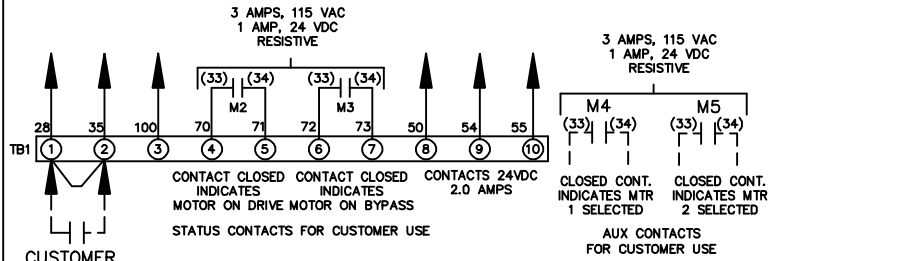 3 AMPS, 115 VAC
1 AMP, 24 VDC
RESISTIVE
3 AMPS, 115 VAC
1 AMP, 24 VDC
RESISTIVE
(33) (34) (33) (34)
M2 M3
M4 M5
(33) (34) (33) (34)
28 35 100 70 71 72 73 50 54 55
TB1 1 2 3 4 5 6 7 8 9 10
CONTACT CLOSED
INDICATES
MOTOR ON DRIVE
CONTACT CLOSED
INDICATES
MOTOR ON BYPASS
CONTACTS 24VDC
2.0 AMPS
STATUS CONTACTS FOR CUSTOMER USE
CLOSED CONT.
INDICATES MTR
1 SELECTED
CLOSED CONT.
INDICATES MTR
2 SELECTED
AUX CONTACTS
FOR CUSTOMER USE
CUSTOMER